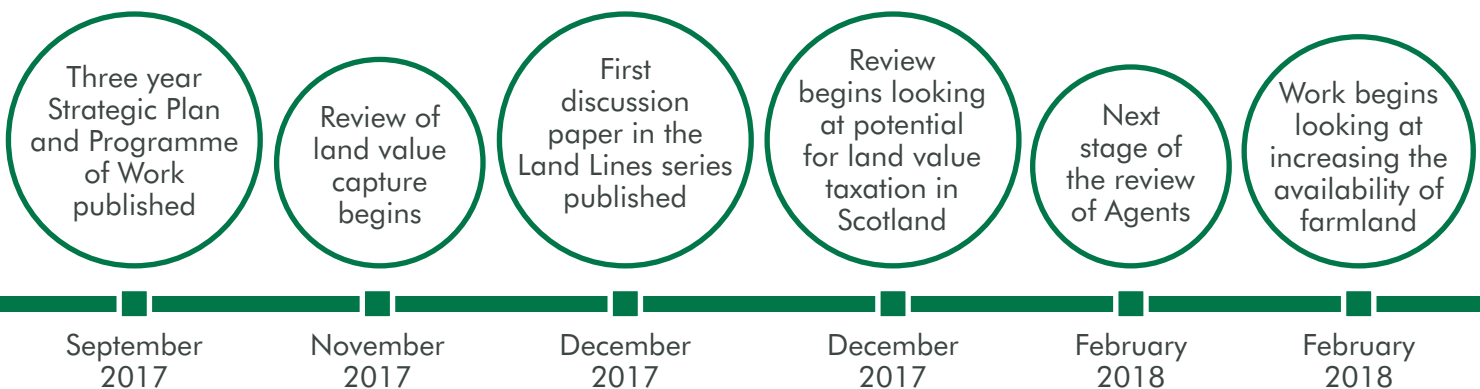 Three year
Strategic Plan
and Programme
of Work
published
Review of
land value
capture
begins
First
discussion
paper in the
Land Lines series
published
Review
begins looking
at potential
for land value
taxation in
Scotland
Next
stage of
the review
of Agents
Work begins
looking at
increasing the
availability of
farmland
September
2017
November
2017
December
2017
December
2017
February
2018
February
2018